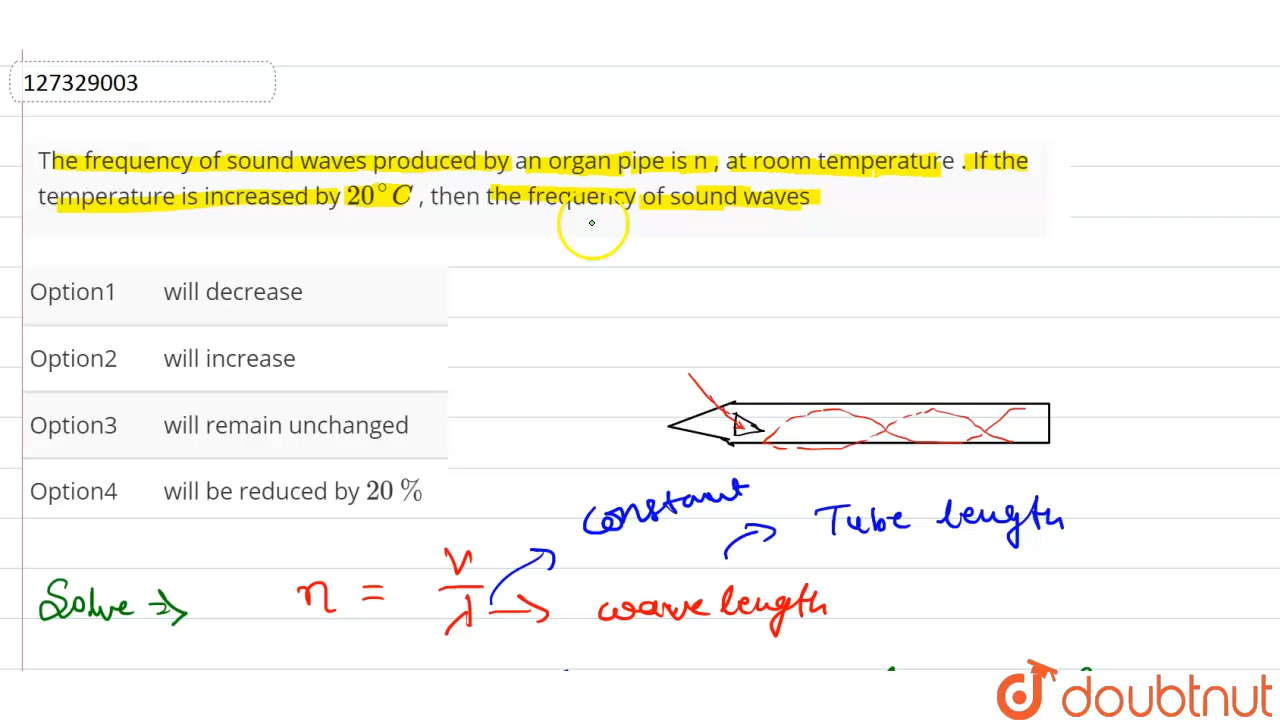 127329003
The frequency of sound waves produced by an organ pipe is n , at room temperature . If the
temperature is increased by 20°C , then the frequency of sound waves
Option1 will decrease
Option2 will increase
Option3 will remain unchanged
Option4 will be reduced by 20 %
constant
Tube length
Solve ⇒ n = V/λ → wave length
doubtnut